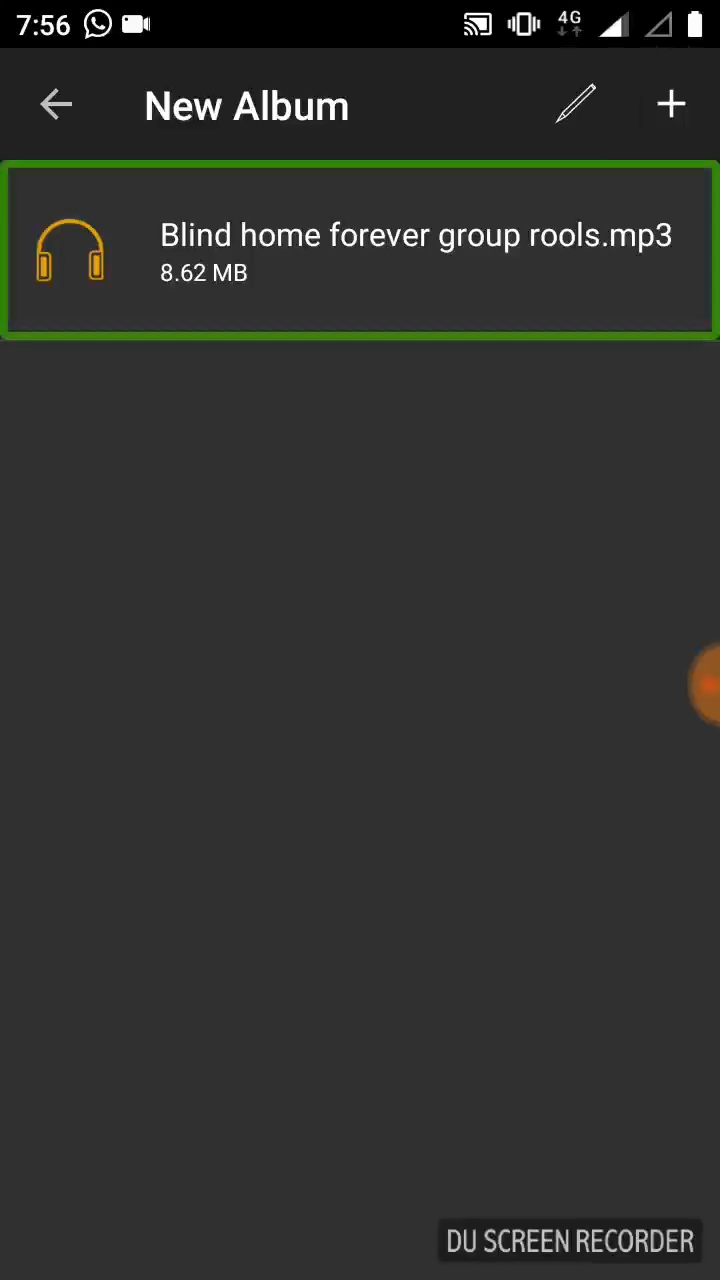 7:56
4G
New Album
Blind home forever group rools.mp3
8.62 MB
DU SCREEN RECORDER